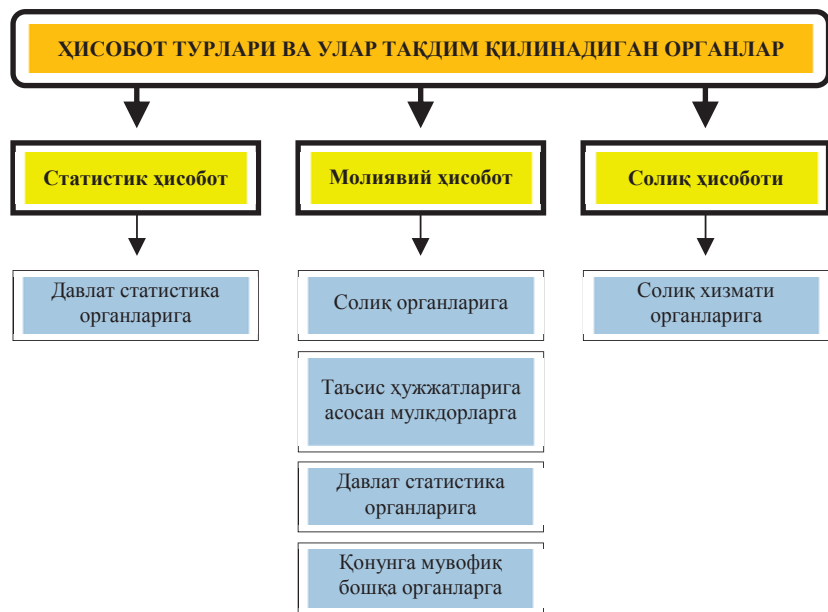 ҲИСОБОТ ТУРЛАРИ ВА УЛАР ТАҚДИМ ҚИЛИНАДИГАН ОРГАНЛАР
Статистик ҳисобот
Молиявий ҳисобот
Солиқ ҳисоботи
Давлат статистика
органларига
Солиқ органларига
Солиқ хизмати
органларига
Таъсис ҳужжатларига
асосан мулкдорларга
Давлат статистика
органларига
Қонунга мувофиқ
бошқа органларга